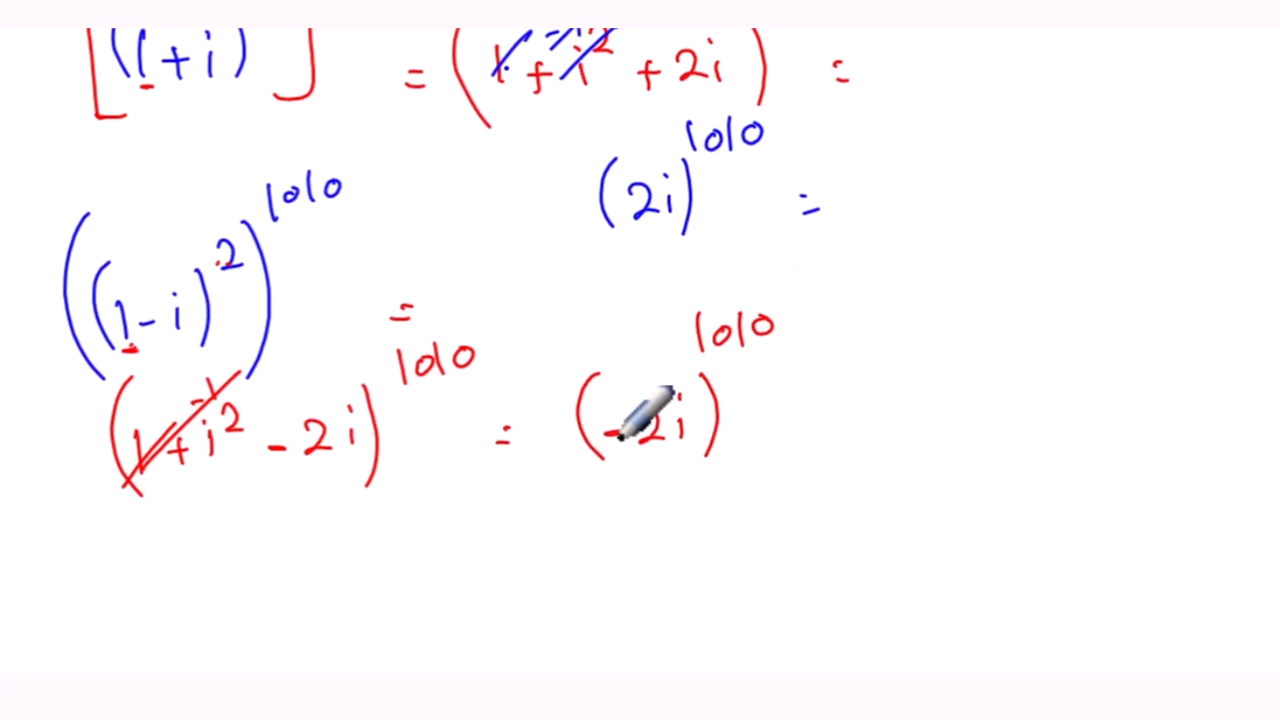 [(1+i)] = (1 + i² + 2i) =
(2i)¹⁰¹⁰ =
((1-i)²)¹⁰¹⁰ =
(1+i² - 2i)¹⁰¹⁰ = (-2i)¹⁰¹⁰